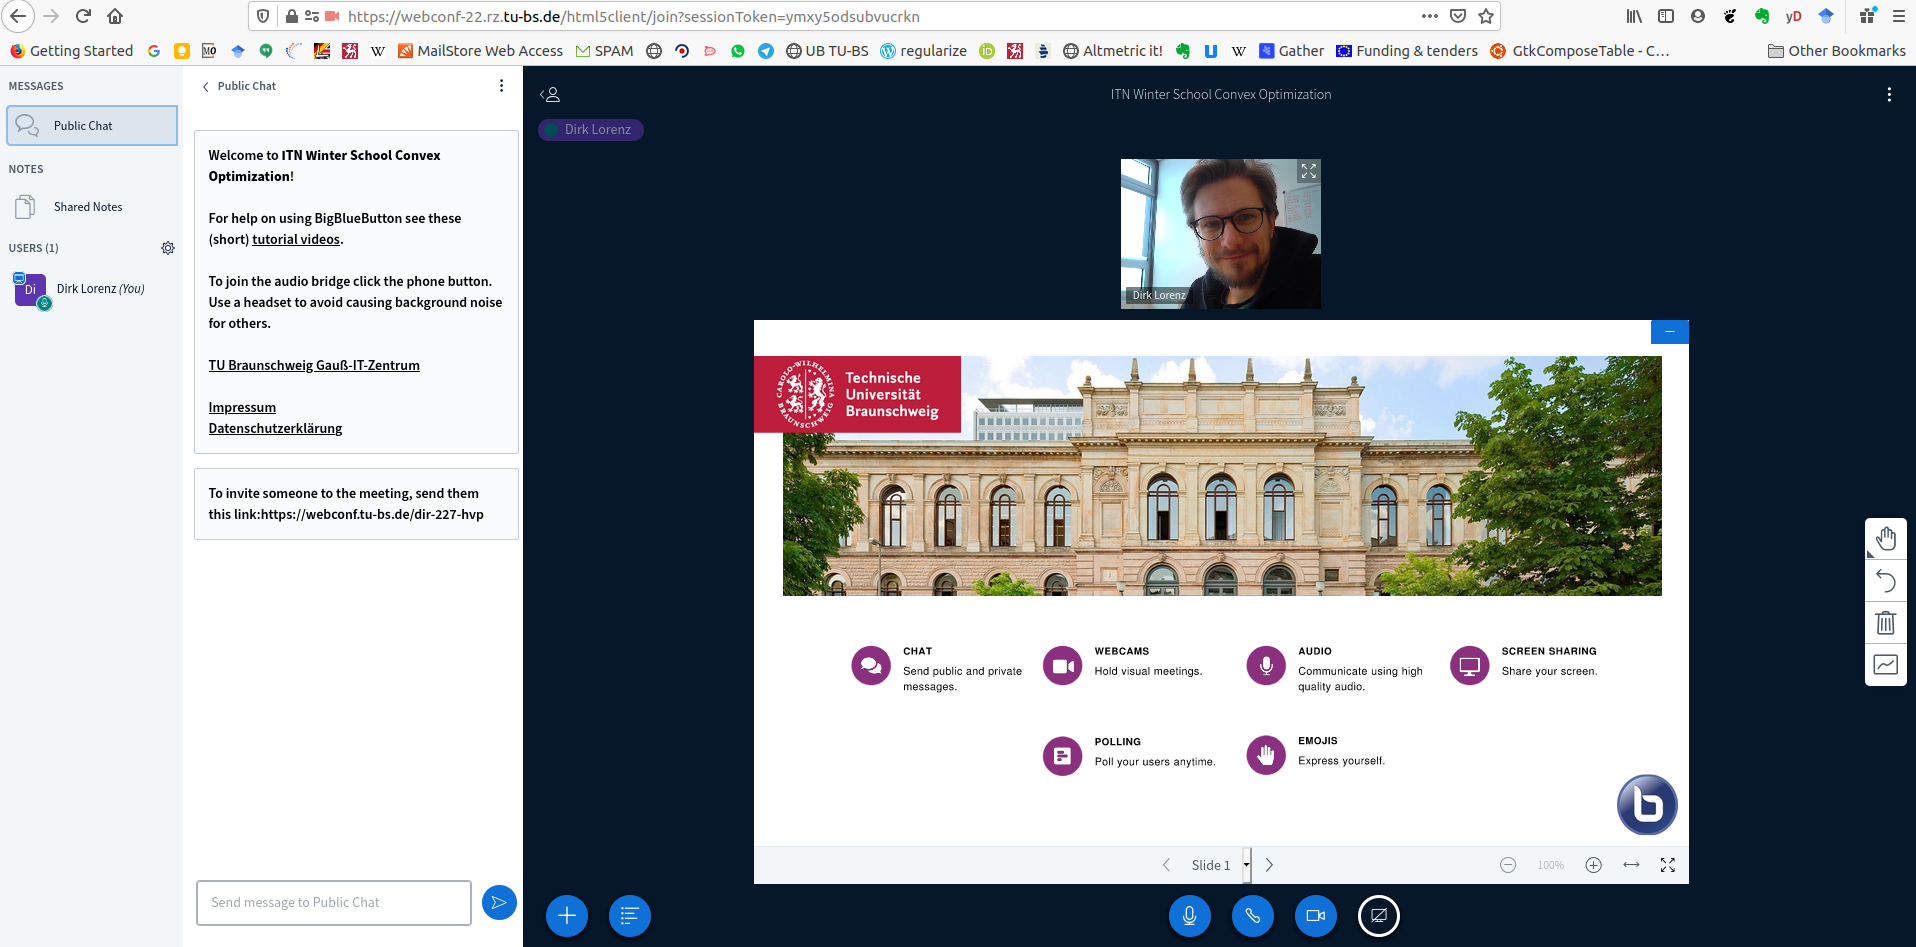 https://webconf-22.rz.tu-bs.de/html5client/join?sessionToken=ymxy5odsubvucrkn
yD
Getting Started
G
MO
W
MailStore Web Access
SPAM
UB TU-BS
regularize
iD
Altmetric it!
U
W
Gather
Funding & tenders
GtkComposeTable - C…
Other Bookmarks
MESSAGES
Public Chat
NOTES
Shared Notes
USERS (1)
Di
Dirk Lorenz (You)
Public Chat
Welcome to ITN Winter School Convex
Optimization!
For help on using BigBlueButton see these
(short) tutorial videos.
To join the audio bridge click the phone button.
Use a headset to avoid causing background noise
for others.
TU Braunschweig Gauß-IT-Zentrum
Impressum
Datenschutzerklärung
To invite someone to the meeting, send them
this link:https://webconf.tu-bs.de/dir-227-hvp
Send message to Public Chat
ITN Winter School Convex Optimization
Dirk Lorenz
Dirk Lorenz
CAROLO-WILHELMINA
BRAUNSCHWEIG
Technische
Universität
Braunschweig
CHAT
Send public and private
messages.
WEBCAMS
Hold visual meetings.
AUDIO
Communicate using high
quality audio.
SCREEN SHARING
Share your screen.
POLLING
Poll your users anytime.
EMOJIS
Express yourself.
b
Slide 1
100%